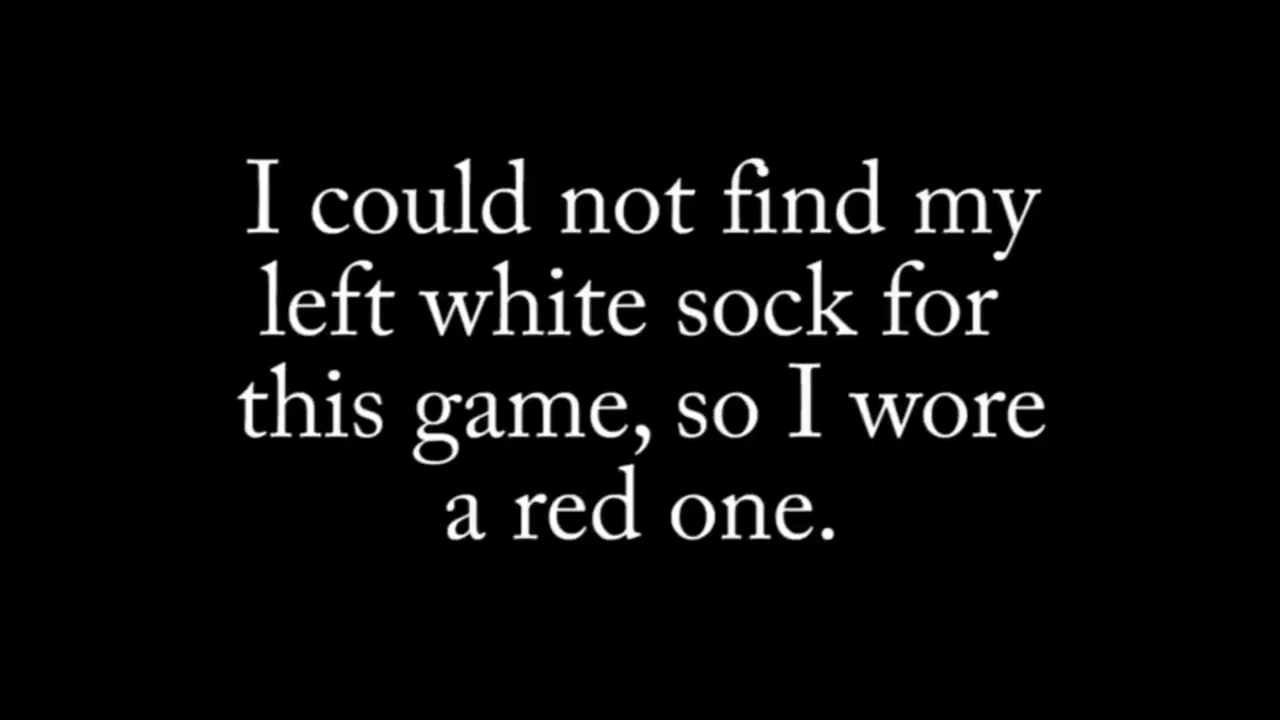 I could not find my
left white sock for
this game, so I wore
a red one.